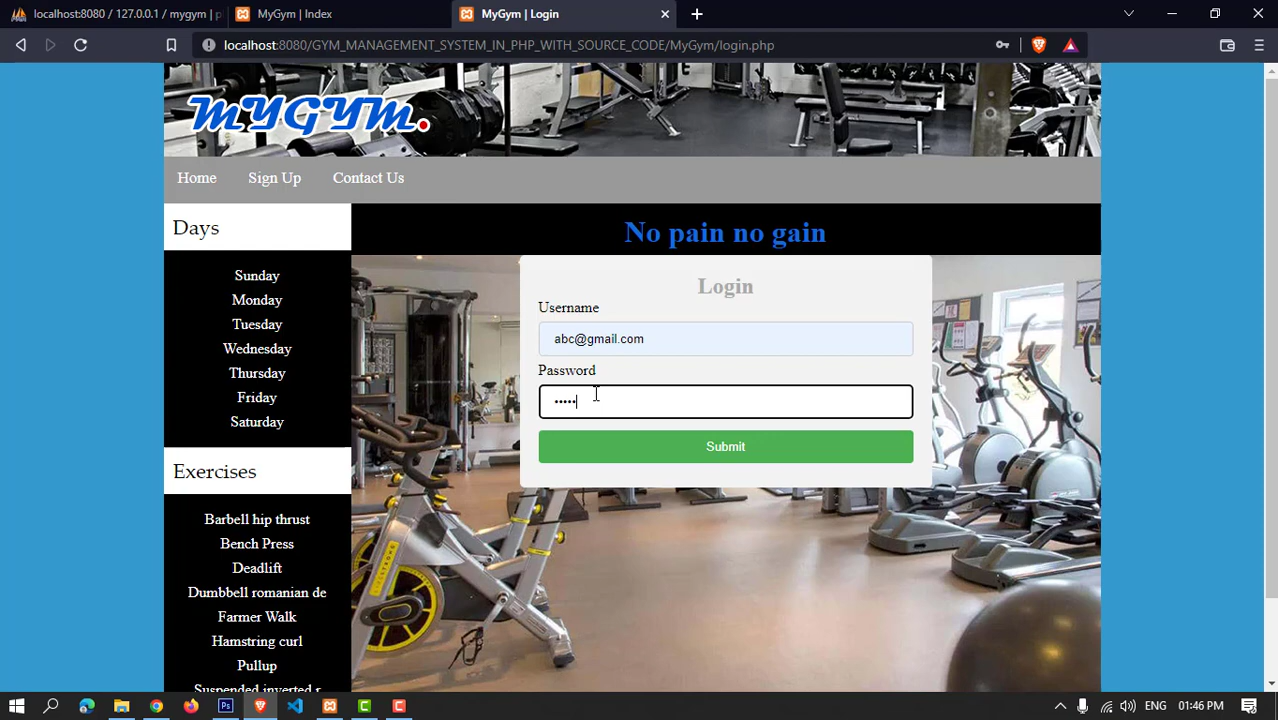 localhost:8080 / 127.0.0.1 / mygym | p
MyGym | Index
MyGym | Login
localhost:8080/GYM_MANAGEMENT_SYSTEM_IN_PHP_WITH_SOURCE_CODE/MyGym/login.php
MYGYM.
Home
Sign Up
Contact Us
Days
Sunday
Monday
Tuesday
Wednesday
Thursday
Friday
Saturday
Exercises
Barbell hip thrust
Bench Press
Deadlift
Dumbbell romanian de
Farmer Walk
Hamstring curl
Pullup
Suspended inverted r
No pain no gain
Login
Username
abc@gmail.com
Password
•••••
Submit
Ps
ENG
01:46 PM